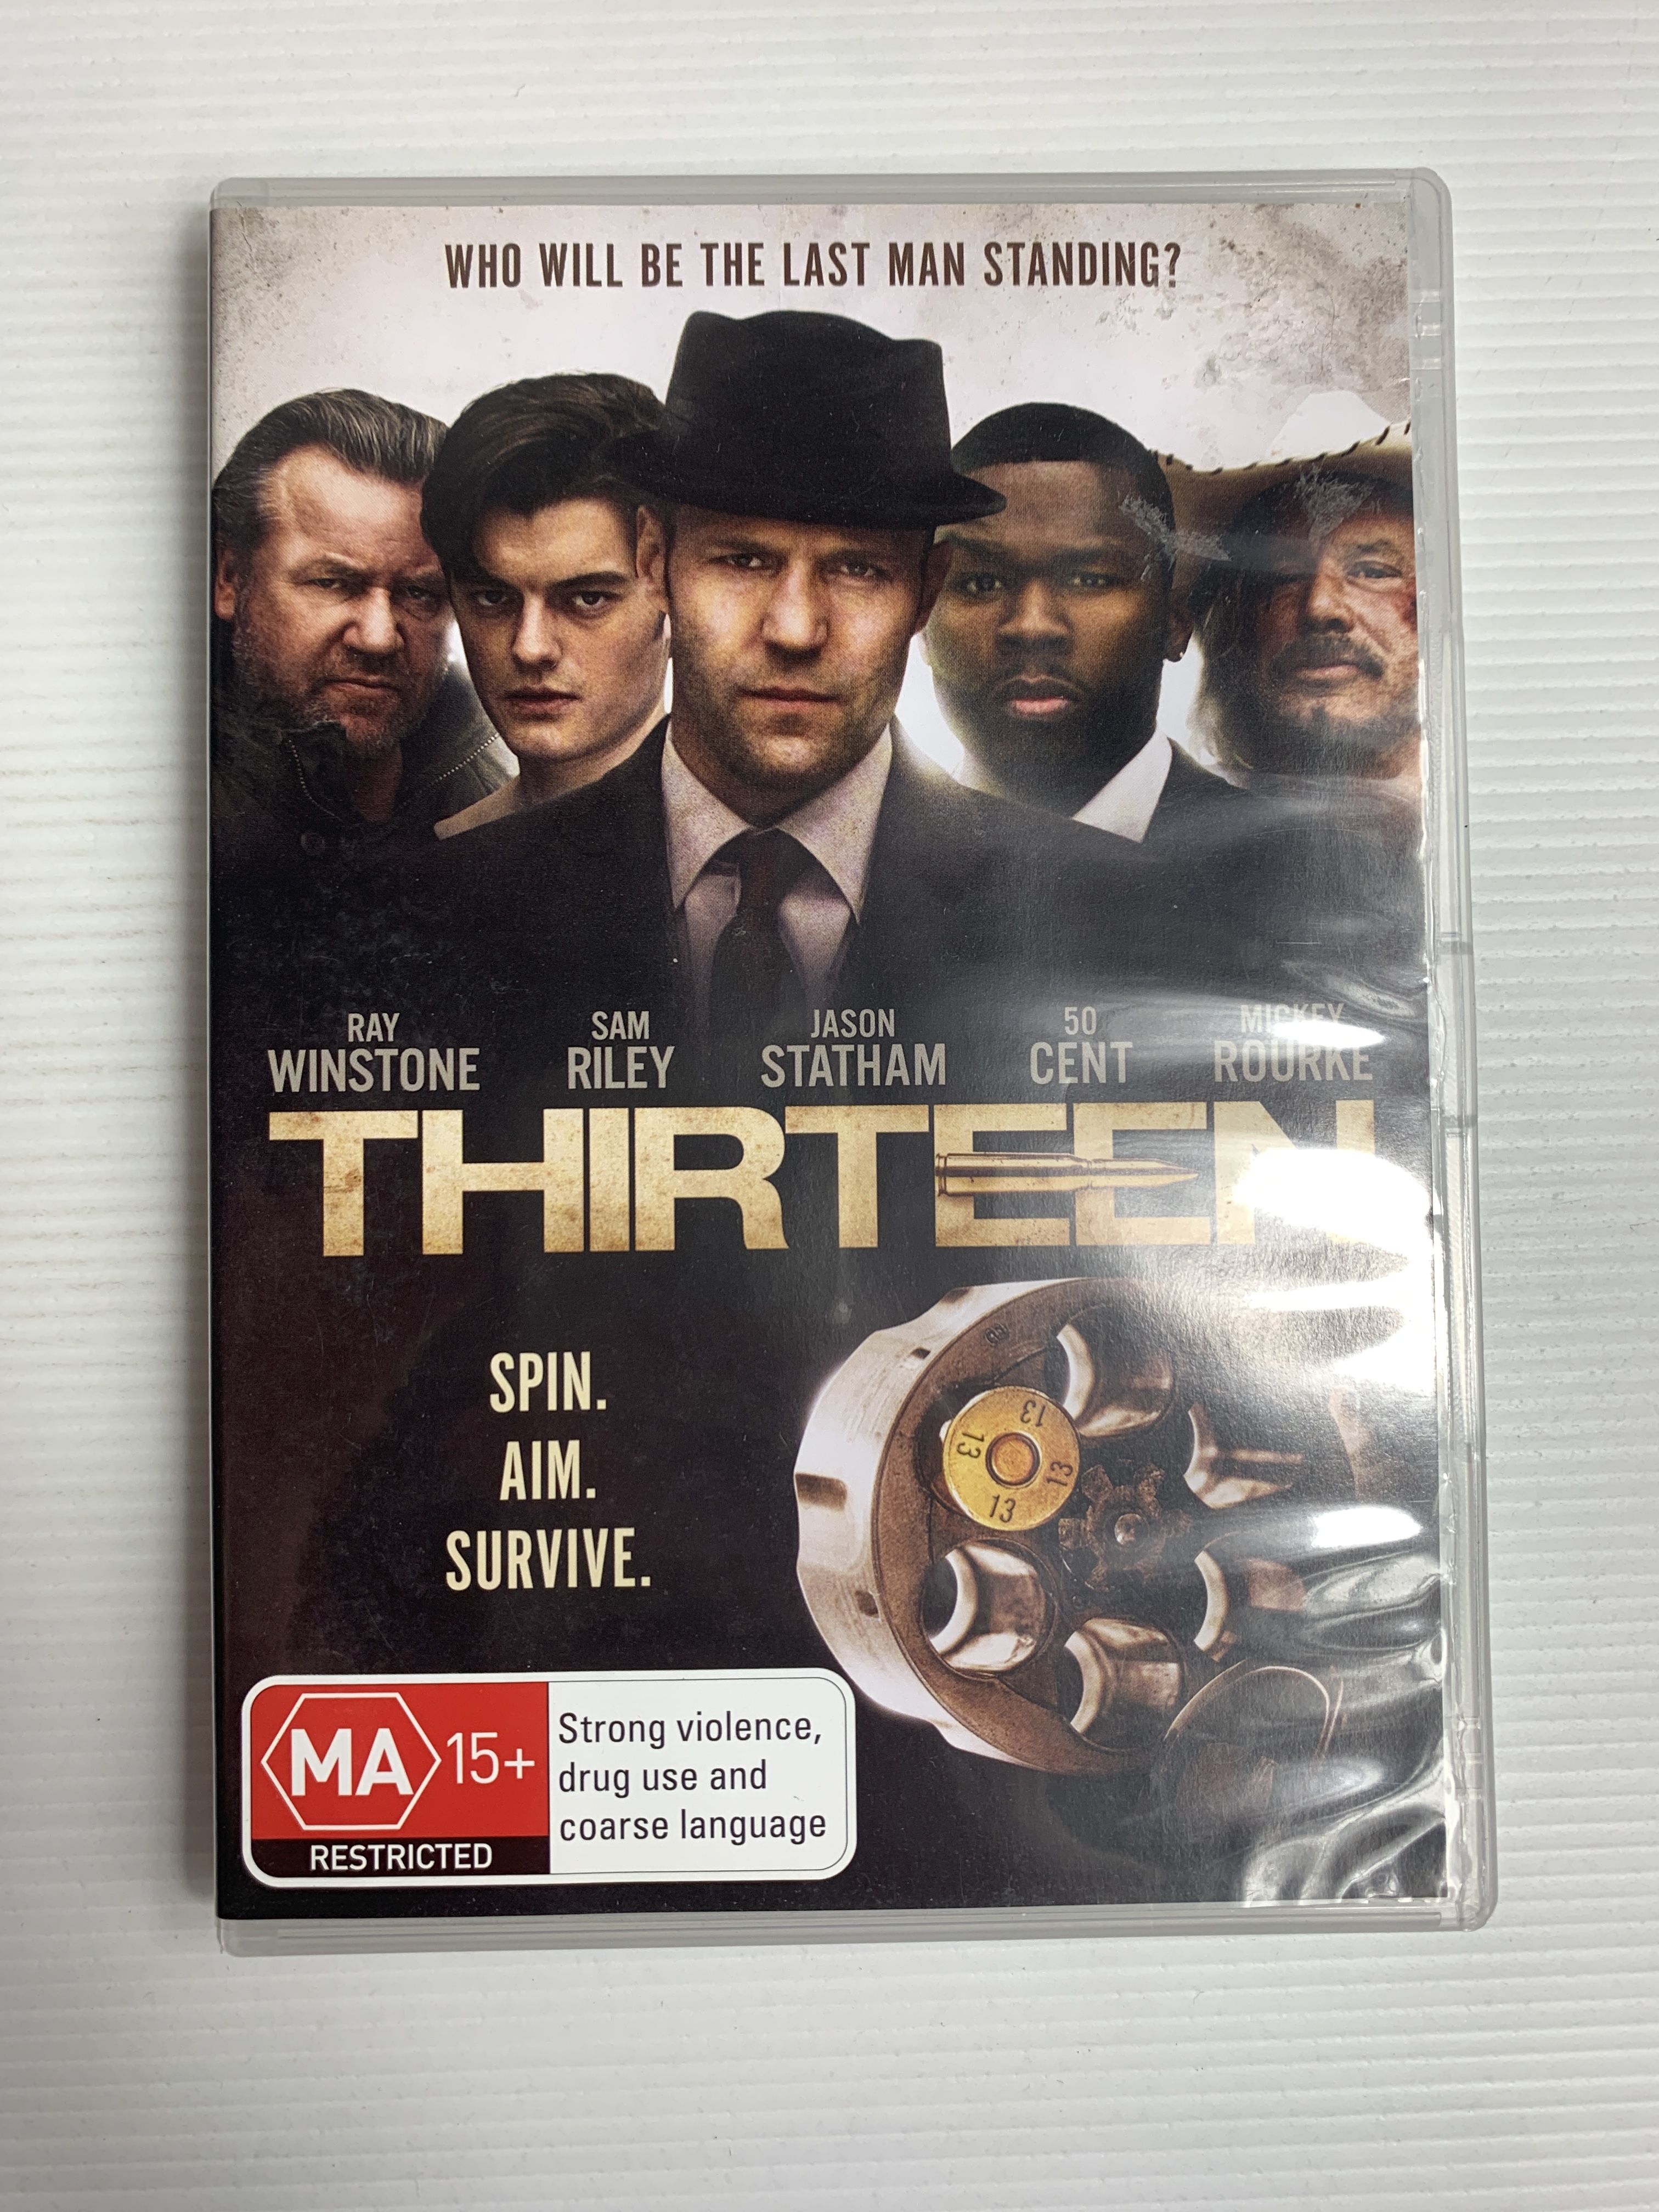 WHO WILL BE THE LAST MAN STANDING?
RAY WINSTONE
SAM RILEY
JASON STATHAM
50 CENT
MICKEY ROURKE
THIRTEEN
SPIN.
AIM.
SURVIVE.
13
13
13
13
MA 15+
RESTRICTED
Strong violence,
drug use and
coarse language